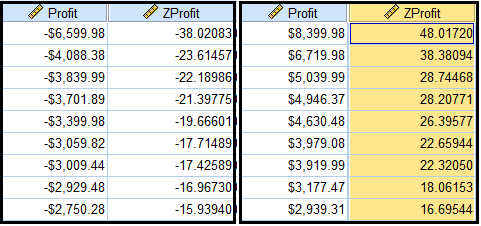 Profit ZProfit Profit ZProfit
-$6,599.98 -38.02083 $8,399.98 48.01720
-$4,088.38 -23.61457 $6,719.98 38.38094
-$3,839.99 -22.18986 $5,039.99 28.74468
-$3,701.89 -21.39775 $4,946.37 28.20771
-$3,399.98 -19.66601 $4,630.48 26.39577
-$3,059.82 -17.71489 $3,979.08 22.65944
-$3,009.44 -17.42589 $3,919.99 22.32050
-$2,929.48 -16.96730 $3,177.47 18.06153
-$2,750.28 -15.93940 $2,939.31 16.69544